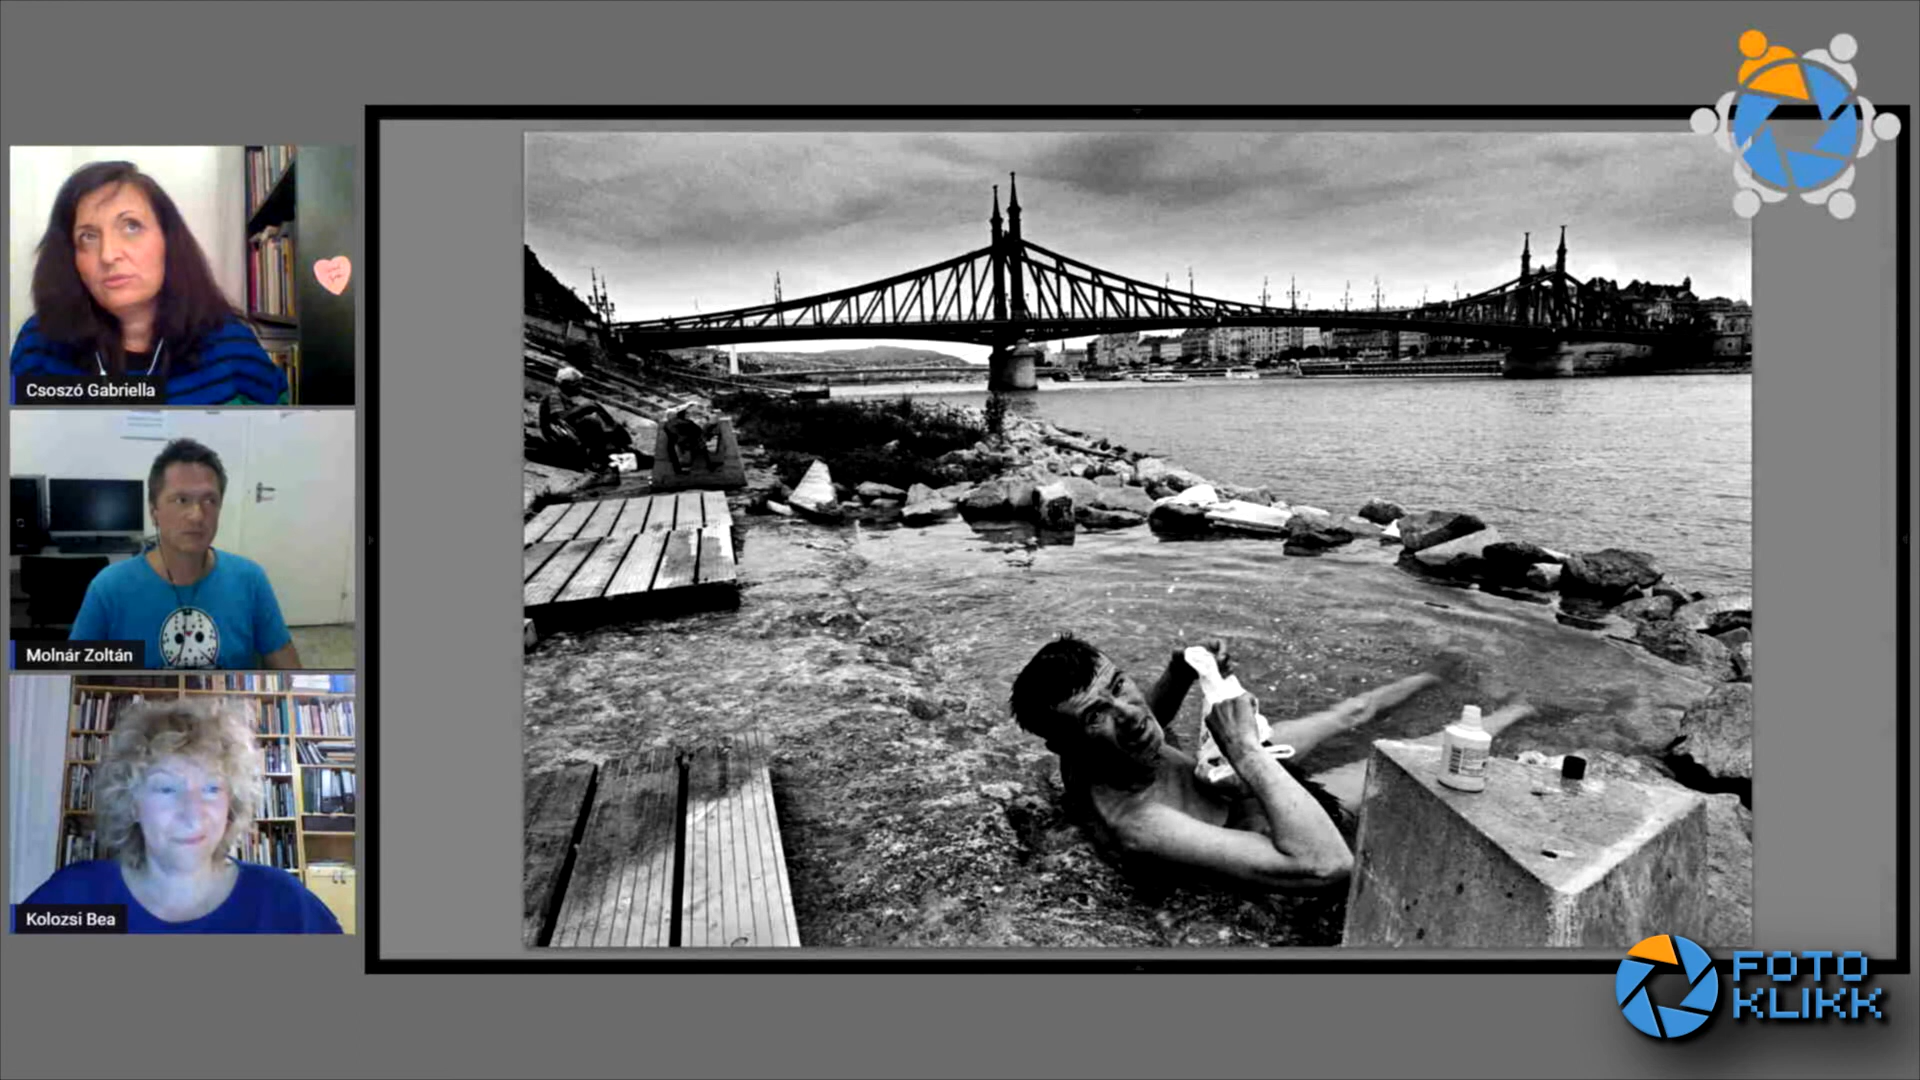 Csoszó Gabriella
Molnár Zoltán
Kolozsi Bea
FOTO
KLIKK